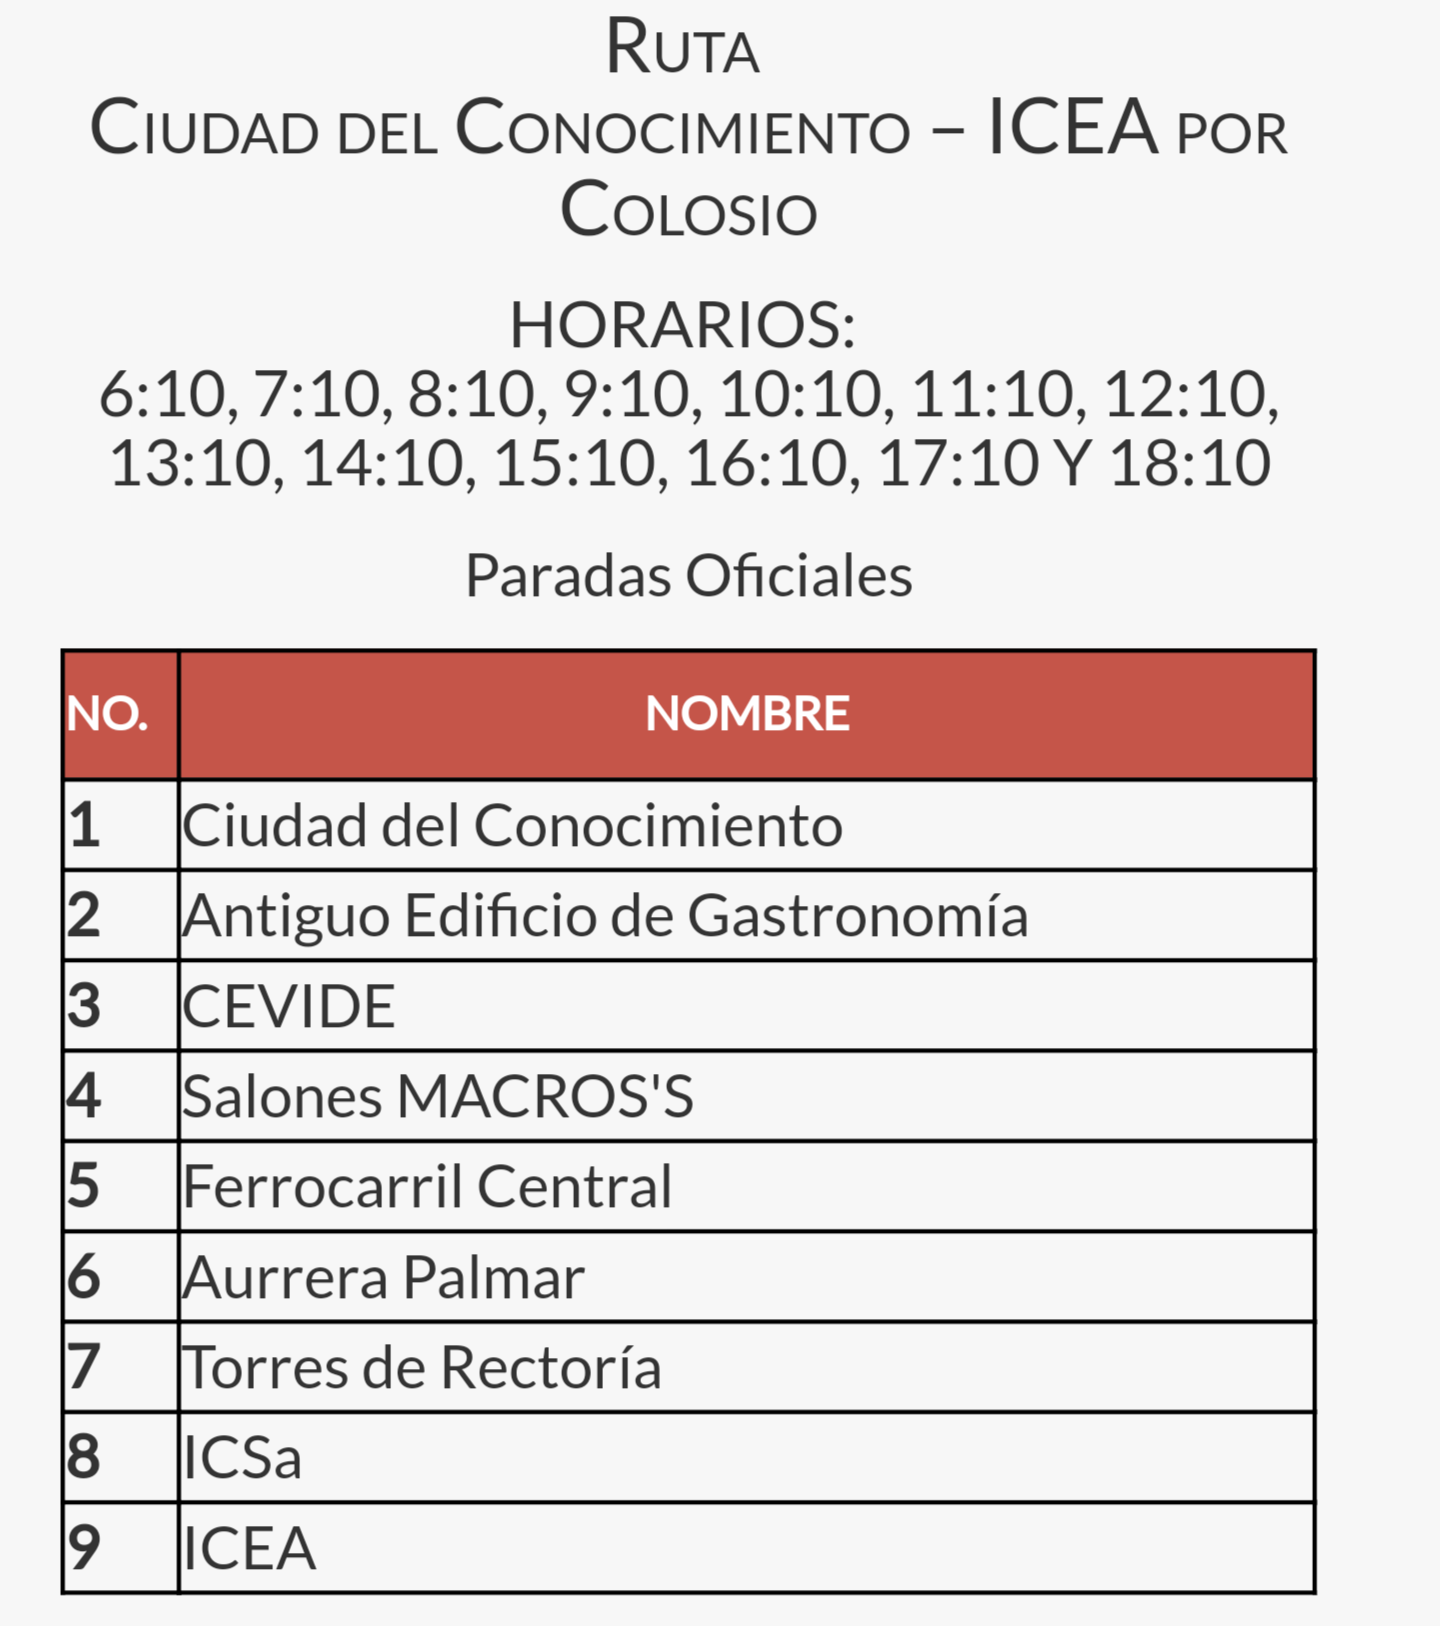 Ruta
Ciudad del Conocimiento – ICEA por
Colosio
HORARIOS:
6:10, 7:10, 8:10, 9:10, 10:10, 11:10, 12:10,
13:10, 14:10, 15:10, 16:10, 17:10 Y 18:10
Paradas Oficiales
NO. NOMBRE
1 Ciudad del Conocimiento
2 Antiguo Edificio de Gastronomía
3 CEVIDE
4 Salones MACROS'S
5 Ferrocarril Central
6 Aurrera Palmar
7 Torres de Rectoría
8 ICSa
9 ICEA